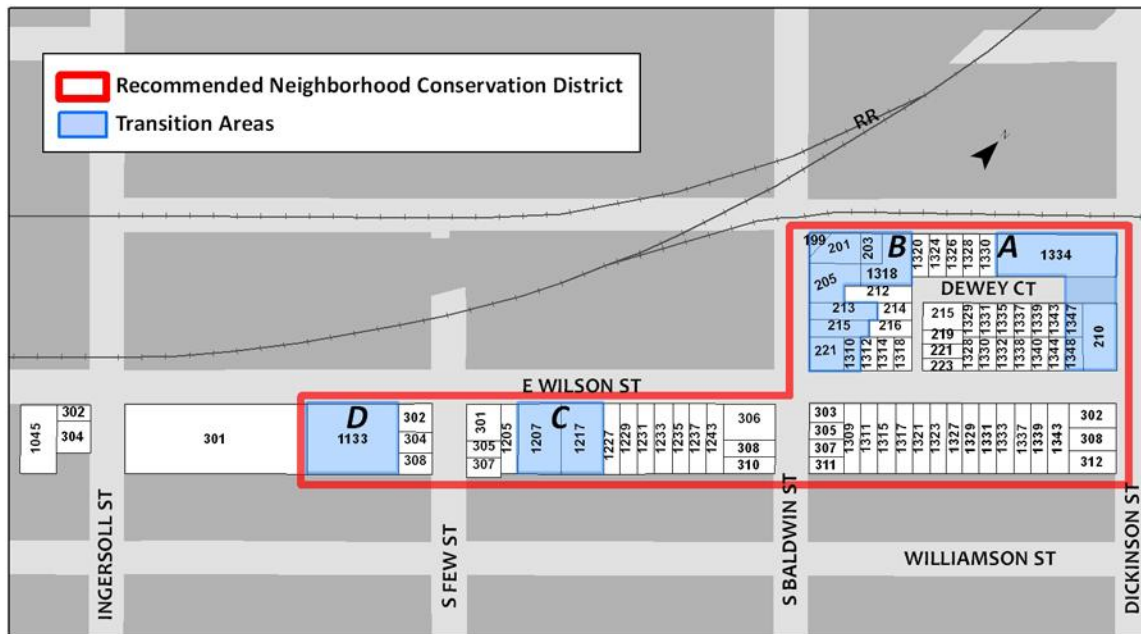 Recommended Neighborhood Conservation District
Transition Areas
RR
N
199 201 203 B 1320 1324 1326 1328 1330 A 1334
205 1318
212 DEWEY CT
213 214 215 1329 1331 1335 1337 1339 1343 1347 210
215 216 219
221 1310 1312 1314 1318 221 1328 1330 1332 1338 1340 1344 1348
223
E WILSON ST
1045 302 301 D 302 301 1205 C 306 303 1309 1311 1315 1317 1321 1323 1327 1329 1331 1333 1337 1339 1343 302
304 1133 304 305 1207 1217 1227 1229 1231 1233 1235 1237 1243 308 305 308
308 307 310 307 312
311
INGERSOLL ST
S FEW ST
S BALDWIN ST
WILLIAMSON ST
DICKINSON ST